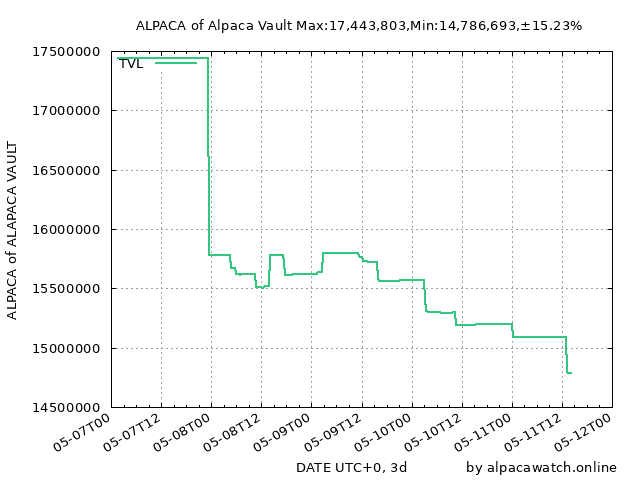 ALPACA of Alpaca Vault Max:17,443,803,Min:14,786,693,±15.23%
17500000
TVL
17000000
16500000
16000000
15500000
15000000
14500000
ALPACA of ALAPACA VAULT
05-07T00
05-07T12
05-08T00
05-08T12
05-09T00
05-09T12
05-10T00
05-10T12
05-11T00
05-11T12
05-12T00
DATE UTC+0, 3d
by alpacawatch.online